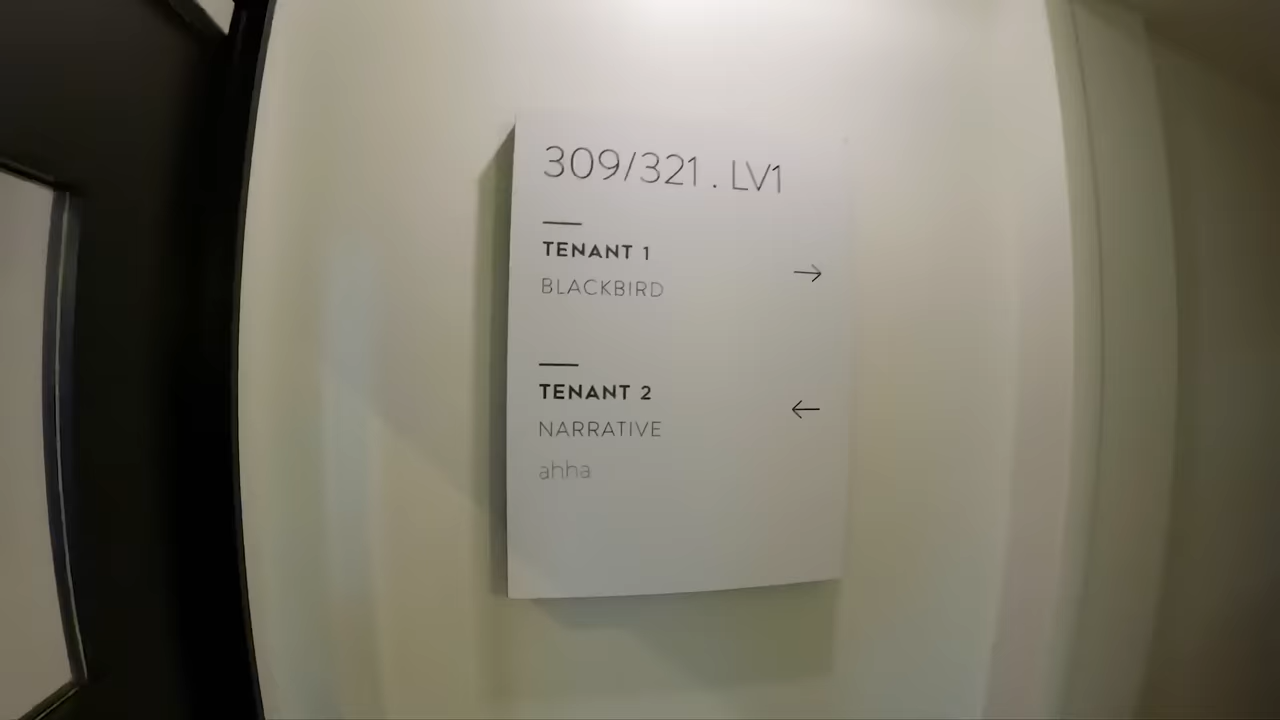 309/321 . LV1
TENANT 1
→
BLACKBIRD
TENANT 2
←
NARRATIVE
ahha